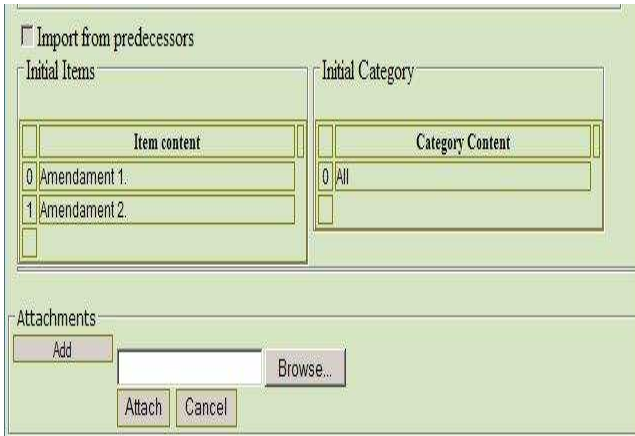 Import from predecessors
Initial Items Initial Category
Item content Category Content
0 Amendament 1. 0 All
1 Amendament 2.
Attachments
Add
Browse...
Attach Cancel